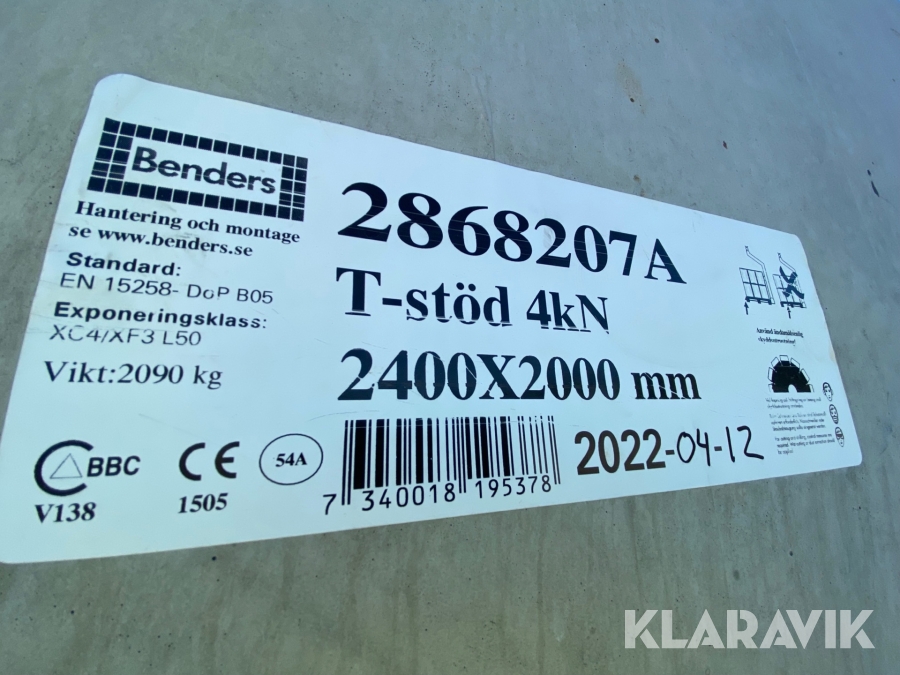 Benders
Hantering och montage
se www.benders.se
Standard:
EN 15258- DoP B05
Exponeringsklass:
XC4/XF3 L50
Vikt:2090 kg
BBC
V138
CE
1505
54A
2868207A
T-stöd 4kN
2400X2000 mm
7 340018 195378
2022-04-12
KLARAVIK